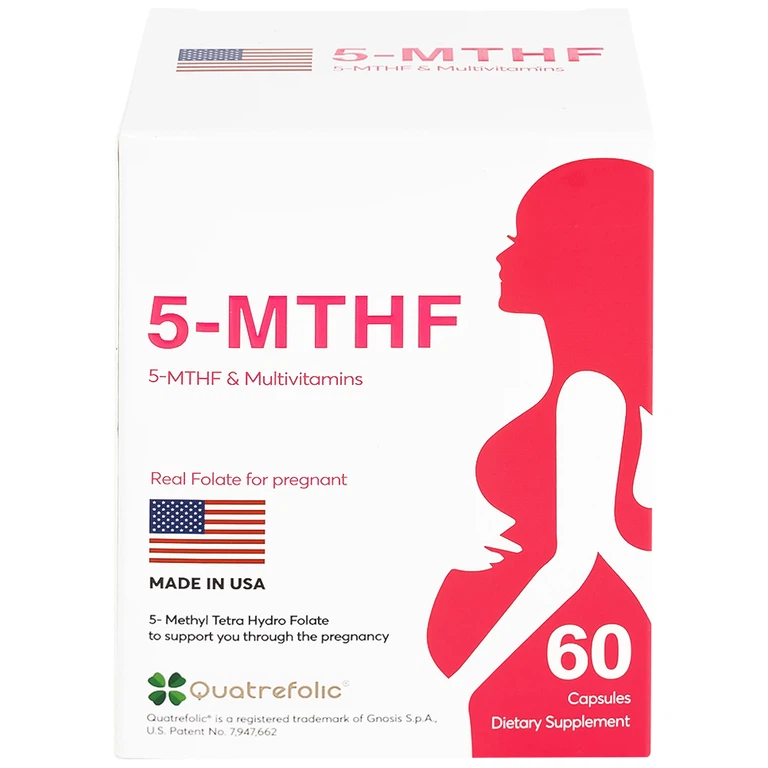 5-MTHF
5-MTHF & Multivitamins
5-MTHF
5-MTHF & Multivitamins
Real Folate for pregnant
MADE IN USA
5- Methyl Tetra Hydro Folate
to support you through the pregnancy
Quatrefolic®
Quatrefolic® is a registered trademark of Gnosis S.p.A.,
U.S. Patent No. 7,947,662
60
Capsules
Dietary Supplement